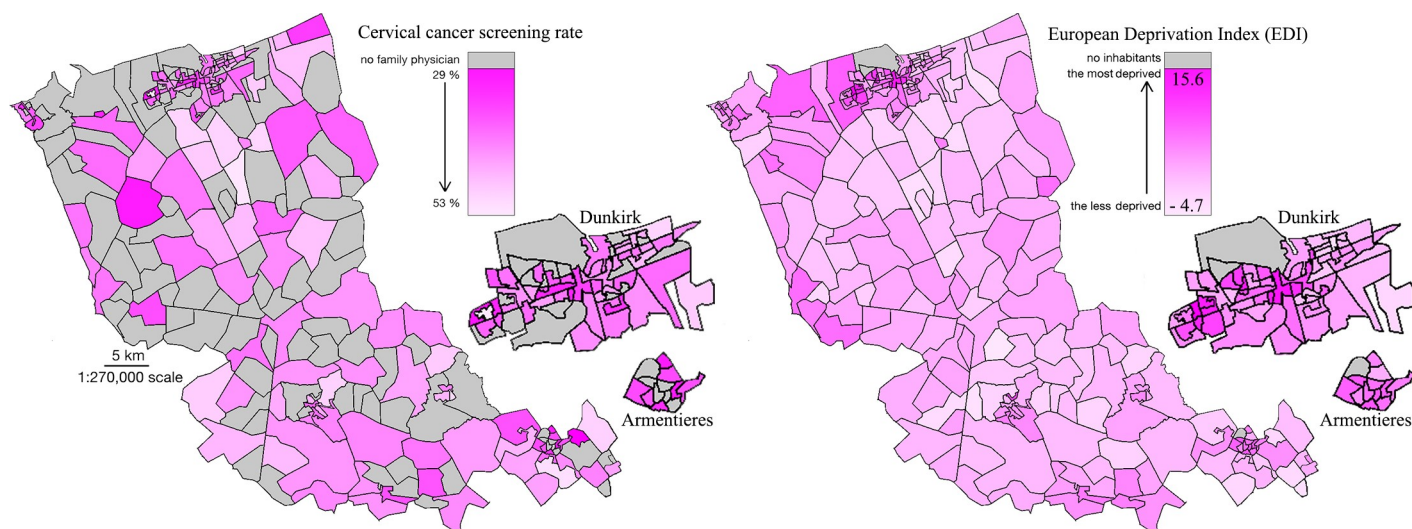 Cervical cancer screening rate
no family physician
29 %
53 %
Dunkirk
5 km
1:270,000 scale
Armentieres
European Deprivation Index (EDI)
no inhabitants
the most deprived
15.6
the less deprived
- 4.7
Dunkirk
Armentieres